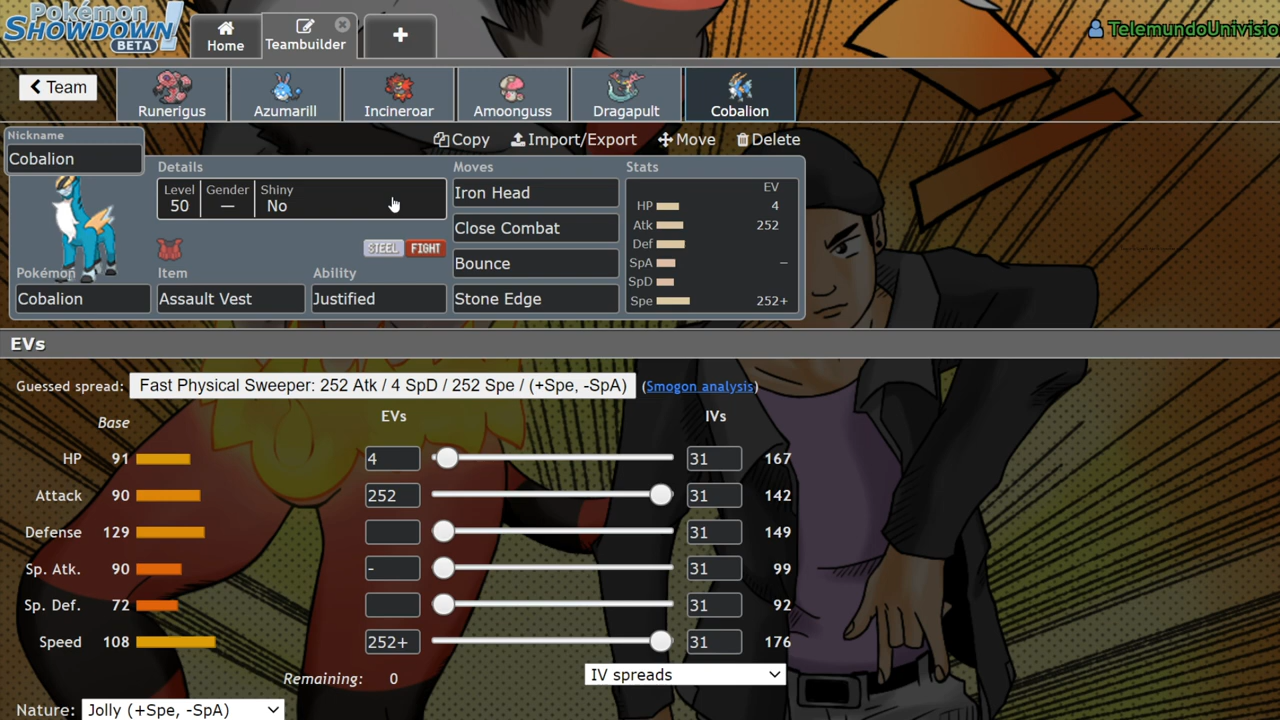 Pokémon
SHOWDOWN!
BETA
Home
Teambuilder
+
TelemundoUnivisio
Team
Runerigus
Azumarill
Incineroar
Amoonguss
Dragapult
Cobalion
Nickname
Cobalion
Copy
Import/Export
Move
Delete
Details
Level
50
Gender
—
Shiny
No
STEEL
FIGHT
Pokémon
Cobalion
Item
Assault Vest
Ability
Justified
Moves
Iron Head
Close Combat
Bounce
Stone Edge
Stats
EV
HP 4
Atk 252
Def
SpA –
SpD
Spe 252+
EVs
Guessed spread: Fast Physical Sweeper: 252 Atk / 4 SpD / 252 Spe / (+Spe, -SpA) (Smogon analysis)
Base EVs IVs
HP 91 4 31 167
Attack 90 252 31 142
Defense 129 31 149
Sp. Atk. 90 - 31 99
Sp. Def. 72 31 92
Speed 108 252+ 31 176
Remaining: 0
IV spreads
Nature: Jolly (+Spe, -SpA)